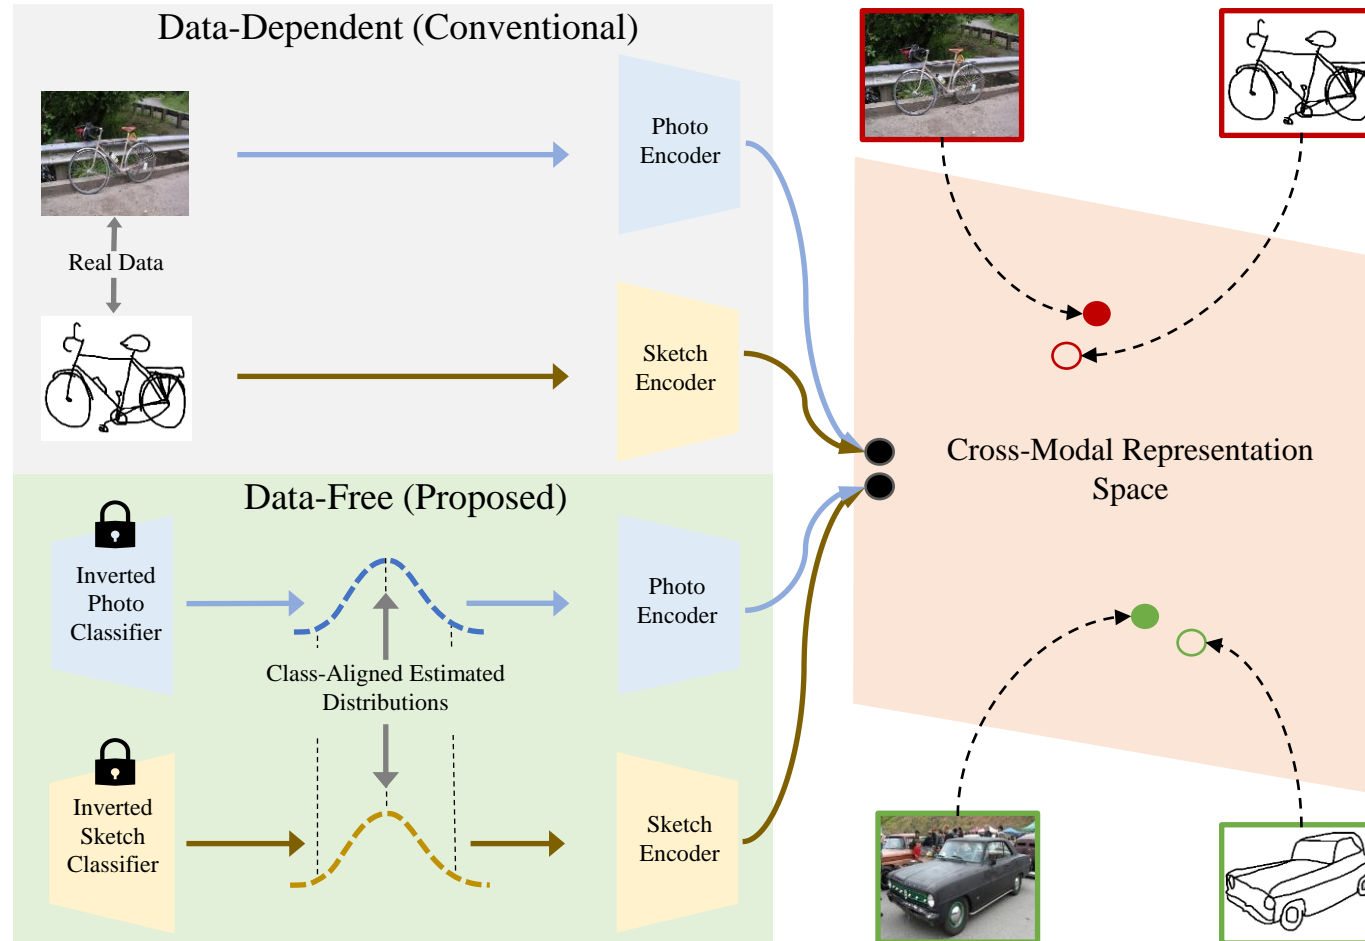 Data-Dependent (Conventional)
Photo
Encoder
Real Data
Sketch
Encoder
Cross-Modal Representation
Space
Data-Free (Proposed)
Inverted
Photo
Classifier
Photo
Encoder
Class-Aligned Estimated
Distributions
Inverted
Sketch
Classifier
Sketch
Encoder